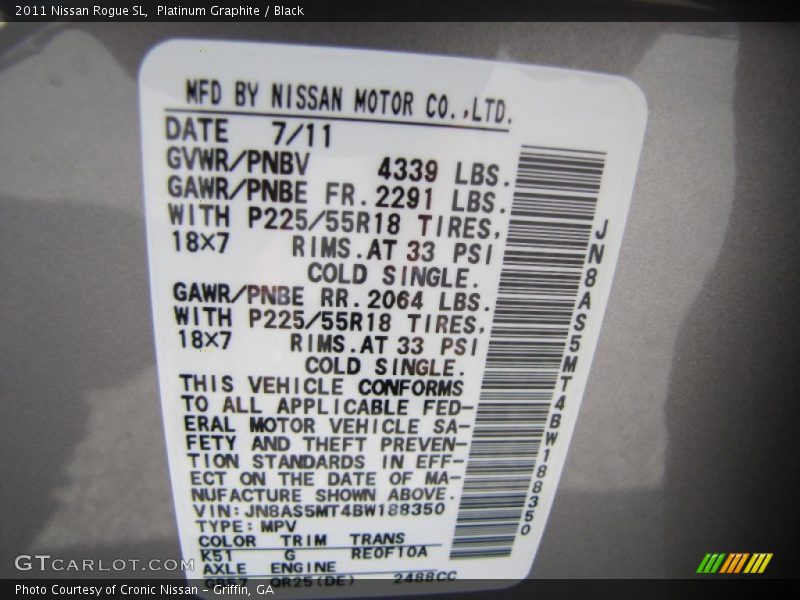 2011 Nissan Rogue SL, Platinum Graphite / Black
MFD BY NISSAN MOTOR CO.,LTD.
DATE 7/11
GVWR/PNBV 4339 LBS.
GAWR/PNBE FR. 2291 LBS.
WITH P225/55R18 TIRES,
18×7 RIMS.AT 33 PSI
COLD SINGLE.
GAWR/PNBE RR. 2064 LBS.
WITH P225/55R18 TIRES,
18×7 RIMS.AT 33 PSI
COLD SINGLE.
THIS VEHICLE CONFORMS
TO ALL APPLICABLE FED-
ERAL MOTOR VEHICLE SA-
FETY AND THEFT PREVEN-
TION STANDARDS IN EFF-
ECT ON THE DATE OF MA-
NUFACTURE SHOWN ABOVE.
VIN:JN8AS5MT4BW188350
TYPE:MPV
COLOR TRIM TRANS
K51 G RE0F10A
AXLE ENGINE
QR25(DE) 2488CC
JN8AS5MT4BW188350
GTCARLOT.COM
Photo Courtesy of Cronic Nissan - Griffin, GA